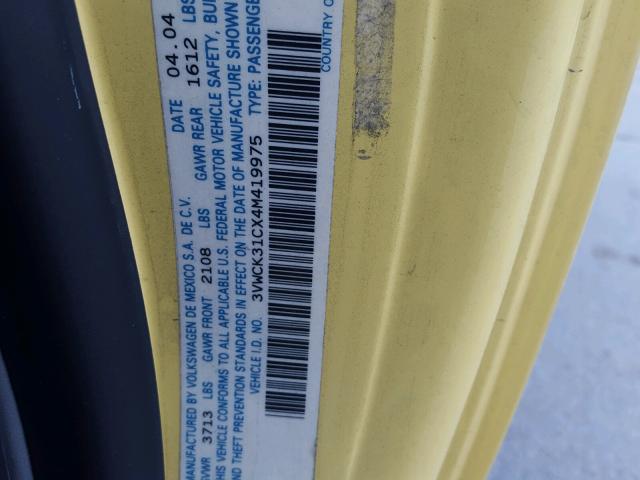 MANUFACTURED BY VOLKSWAGEN DE MEXICO S.A. DE C.V. DATE 04.04
GVWR 3713 LBS GAWR FRONT 2108 LBS GAWR REAR 1612 LBS
THIS VEHICLE CONFORMS TO ALL APPLICABLE U.S. FEDERAL MOTOR VEHICLE SAFETY, BU
AND THEFT PREVENTION STANDARDS IN EFFECT ON THE DATE OF MANUFACTURE SHOWN
VEHICLE I.D. NO. 3VWCK31CX4M419975 TYPE: PASSENGE
COUNTRY O